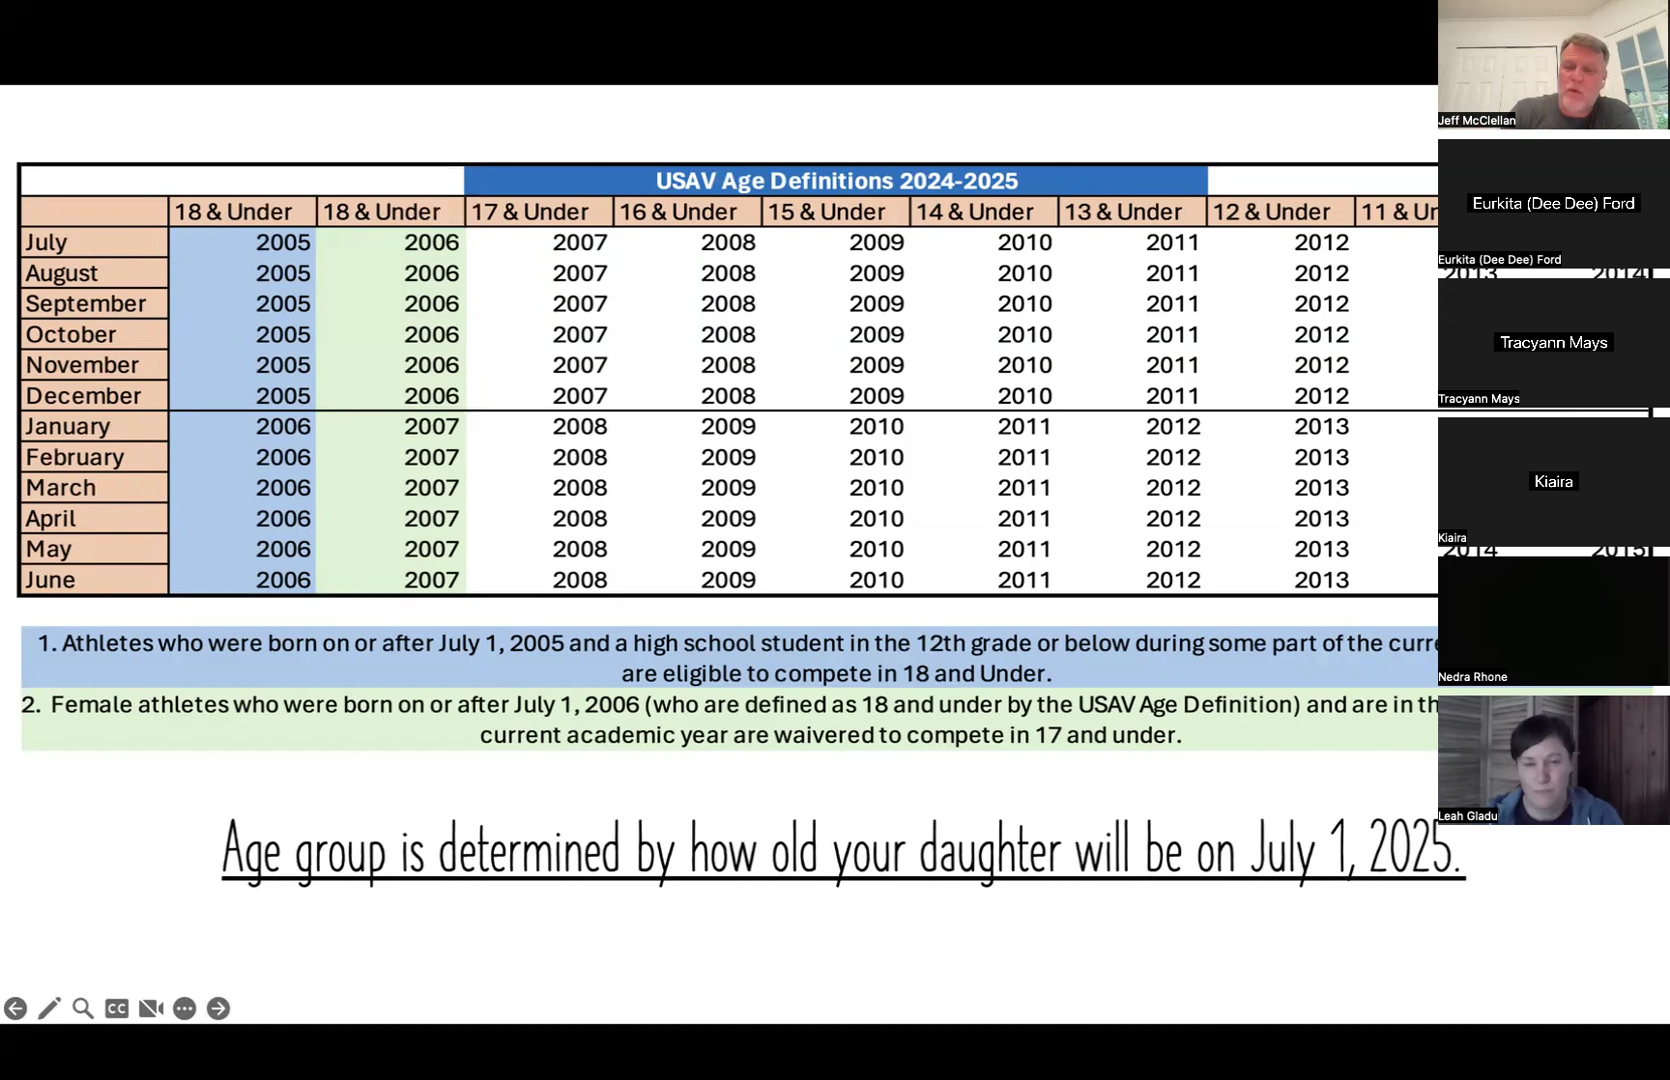 USAV Age Definitions 2024-2025
18 & Under 18 & Under 17 & Under 16 & Under 15 & Under 14 & Under 13 & Under 12 & Under 11 &
July 2005 2006 2007 2008 2009 2010 2011 2012
August 2005 2006 2007 2008 2009 2010 2011 2012 2013 2014
September 2005 2006 2007 2008 2009 2010 2011 2012
October 2005 2006 2007 2008 2009 2010 2011 2012
November 2005 2006 2007 2008 2009 2010 2011 2012
December 2005 2006 2007 2008 2009 2010 2011 2012
January 2006 2007 2008 2009 2010 2011 2012 2013
February 2006 2007 2008 2009 2010 2011 2012 2013
March 2006 2007 2008 2009 2010 2011 2012 2013
April 2006 2007 2008 2009 2010 2011 2012 2013
May 2006 2007 2008 2009 2010 2011 2012 2013 2014 2015
June 2006 2007 2008 2009 2010 2011 2012 2013
1. Athletes who were born on or after July 1, 2005 and a high school student in the 12th grade or below during some part of the
are eligible to compete in 18 and Under.
2. Female athletes who were born on or after July 1, 2006 (who are defined as 18 and under by the USAV Age Definition) and are in
current academic year are waivered to compete in 17 and under.
Age group is determined by how old your daughter will be on July 1, 2025.
CC
Jeff McClellan
Eurkita (Dee Dee) Ford
Eurkita (Dee Dee) Ford
Tracyann Mays
Tracyann Mays
Kiaira
Kiaira
Nedra Rhone
Leah Gladu